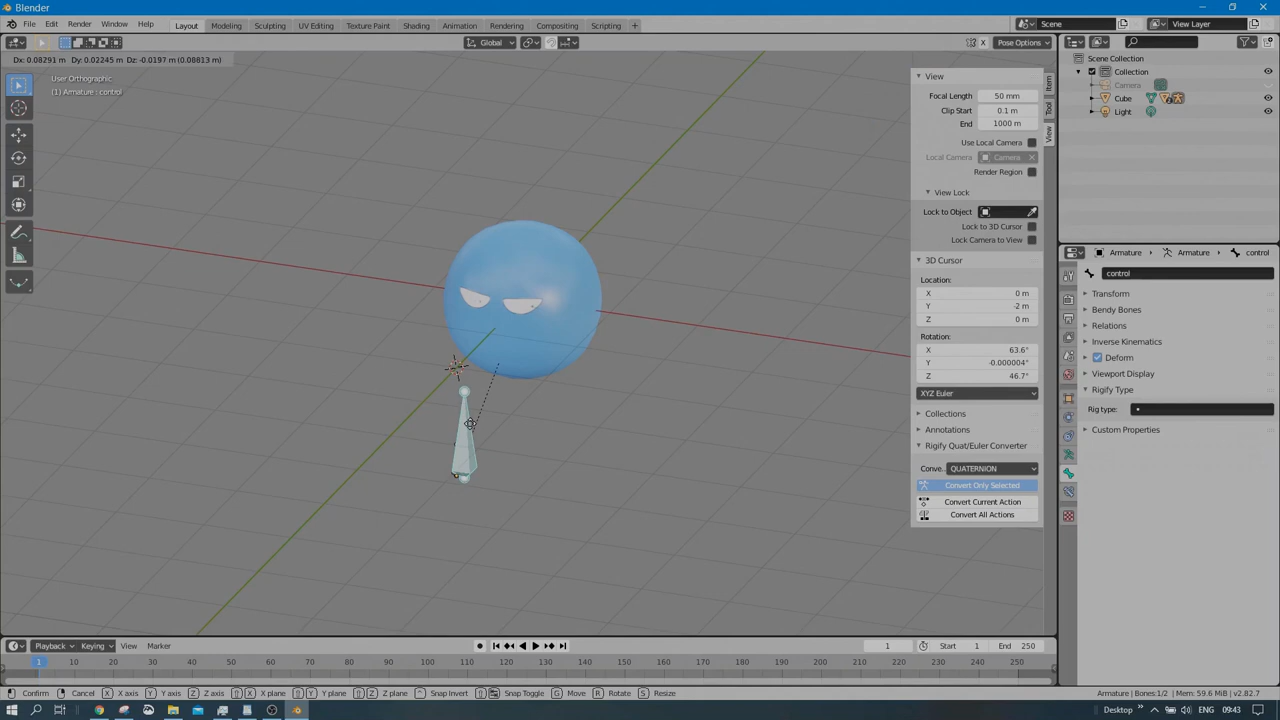 Blender
File Edit Render Window Help Layout Modeling Sculpting UV Editing Texture Paint Shading Animation Rendering Compositing Scripting + Scene View Layer
Global Pose Options
Dx: 0.08291 m Dy: 0.02245 m Dz: -0.0197 m (0.08813 m)
User Orthographic
(1) Armature : control
View
Focal Length 50 mm
Clip Start 0.1 m
End 1000 m
Use Local Camera
Local Camera Camera
Render Region
View Lock
Lock to Object
Lock to 3D Cursor
Lock Camera to View
3D Cursor
Location:
X 0 m
Y -2 m
Z 0 m
Rotation:
X 63.6°
Y -0.000004°
Z 46.7°
XYZ Euler
Collections
Annotations
Rigify Quat/Euler Converter
Conve.. QUATERNION
Convert Only Selected
Convert Current Action
Convert All Actions
Item
Tool
View
Scene Collection
Collection
Camera
Cube
Light
Armature Armature control
control
Transform
Bendy Bones
Relations
Inverse Kinematics
Deform
Viewport Display
Rigify Type
Rig type:
Custom Properties
Playback Keying View Marker 1 Start 1 End 250
1 10 20 30 40 50 60 70 80 90 100 110 120 130 140 150 160 170 180 190 200 210 220 230 240 250
Confirm Cancel X X axis Y Y axis Z Z axis X X plane Y Y plane Z Z plane Snap Invert Snap Toggle G Move R Rotate S Resize Armature | Bones:1/2 | Mem: 59.6 MiB | v2.82.7
Desktop ENG 09:43